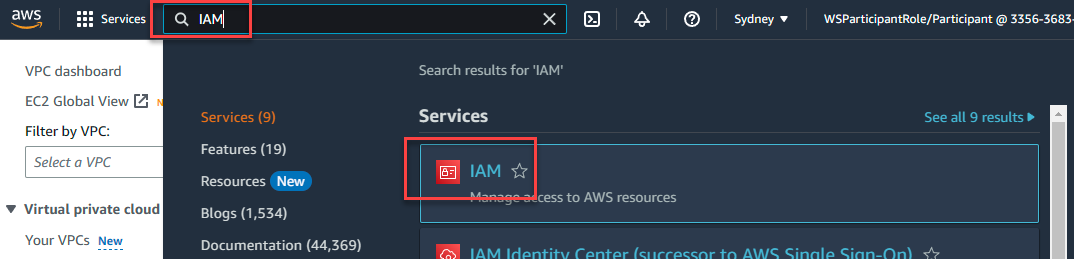 aws Services IAM Sydney WSParticipantRole/Participant @ 3356-3683-
VPC dashboard
EC2 Global View
Filter by VPC:
Select a VPC
Virtual private cloud
Your VPCs New
Search results for 'IAM'
Services (9)
Features (19)
Resources New
Blogs (1,534)
Documentation (44,369)
Services See all 9 results
IAM
Manage access to AWS resources
IAM Identity Center (successor to AWS Single Sign-On)